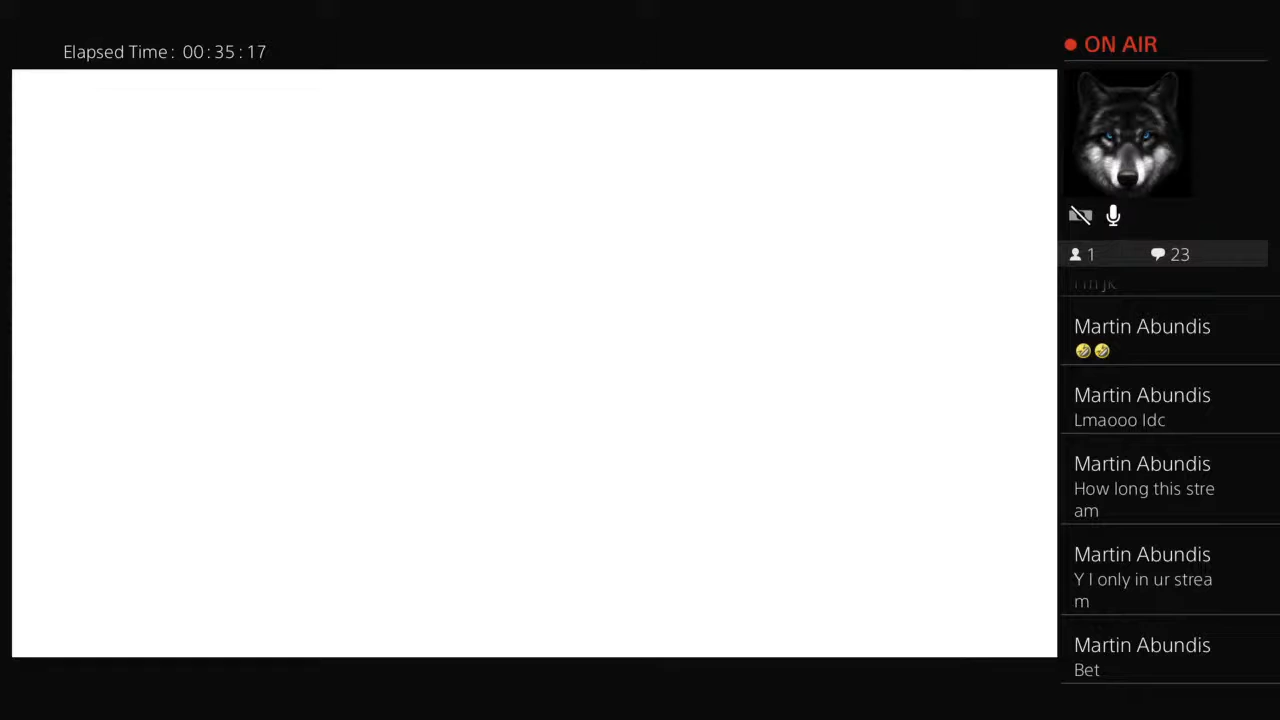 Elapsed Time: 00:35:17
ON AIR
1 23
I'm jk
Martin Abundis
🤣🤣
Martin Abundis
Lmaooo Idc
Martin Abundis
How long this stre
am
Martin Abundis
Y I only in ur strea
m
Martin Abundis
Bet